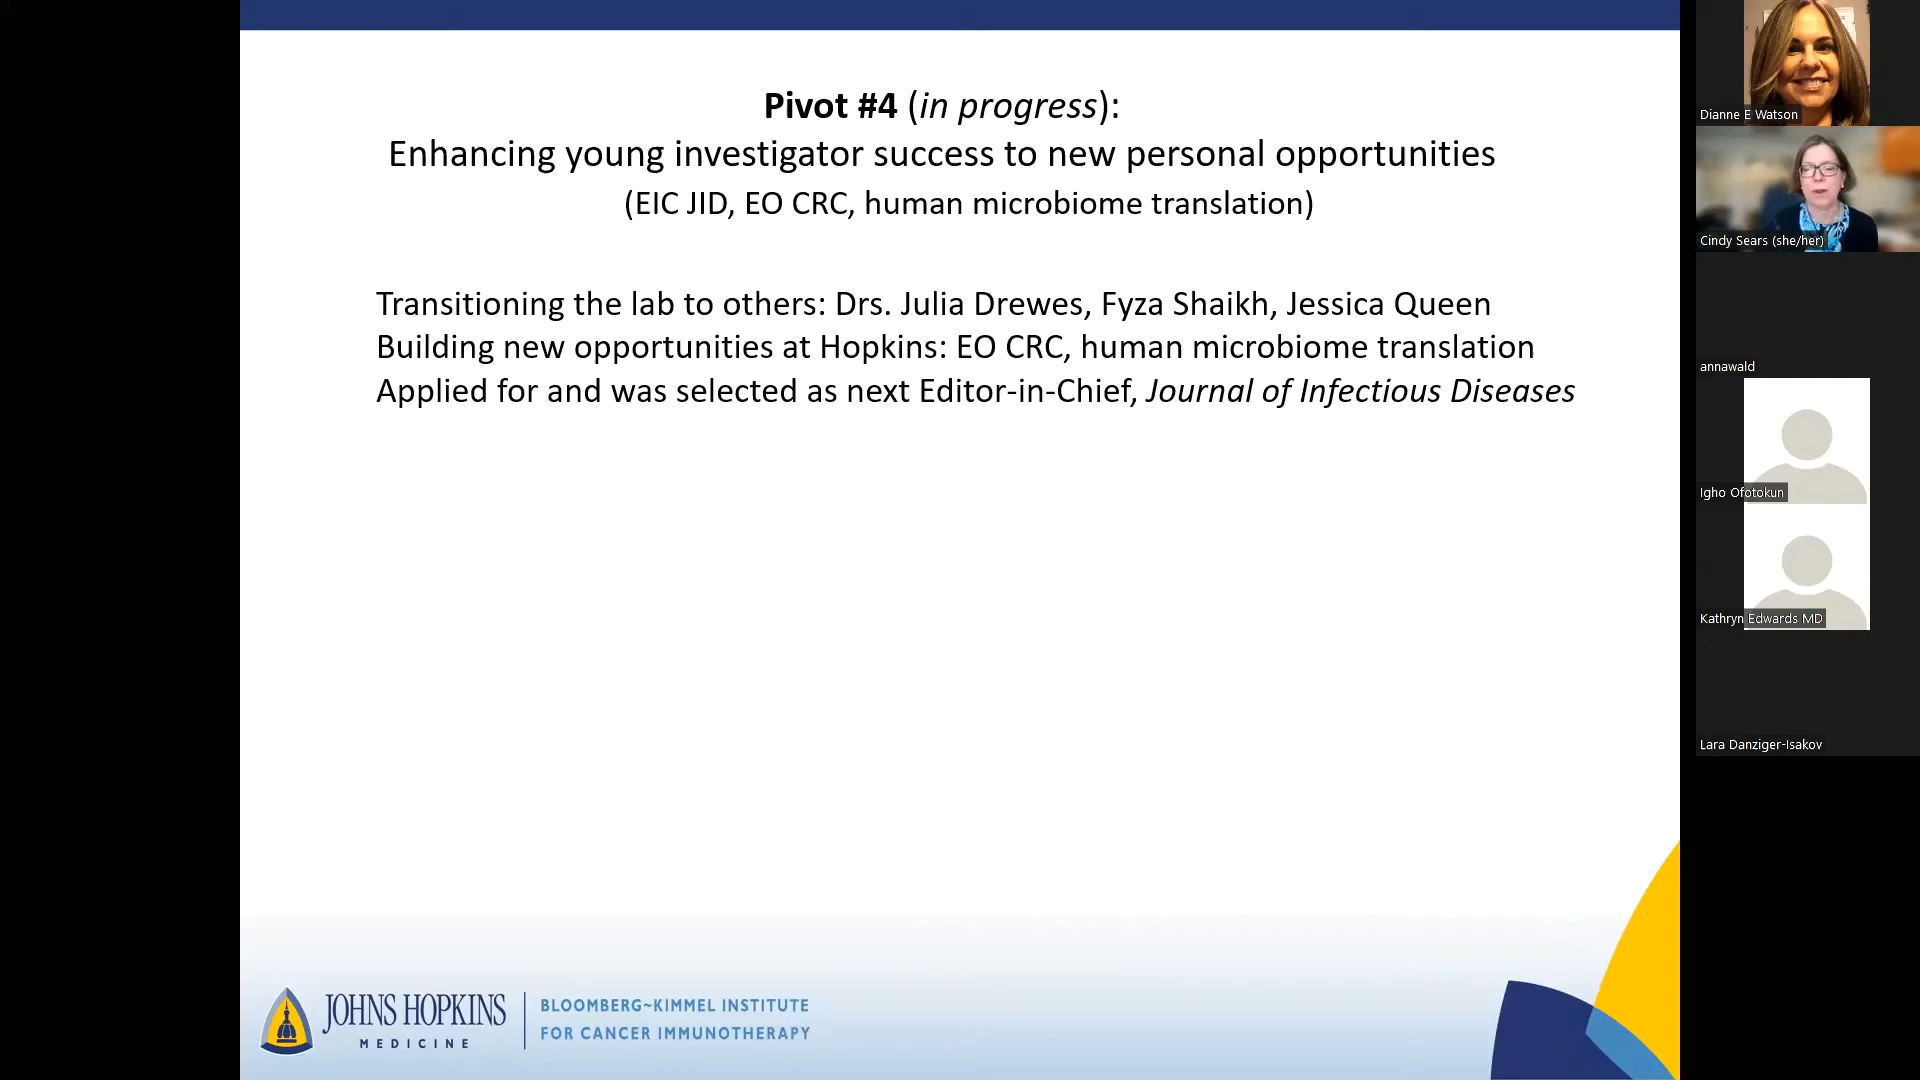 Pivot #4 (in progress):
Enhancing young investigator success to new personal opportunities
(EIC JID, EO CRC, human microbiome translation)
Transitioning the lab to others: Drs. Julia Drewes, Fyza Shaikh, Jessica Queen
Building new opportunities at Hopkins: EO CRC, human microbiome translation
Applied for and was selected as next Editor-in-Chief, Journal of Infectious Diseases
JOHNS HOPKINS
MEDICINE
BLOOMBERG~KIMMEL INSTITUTE
FOR CANCER IMMUNOTHERAPY
Dianne E Watson
Cindy Sears (she/her)
annawald
Igho Ofotokun
Kathryn Edwards MD
Lara Danziger-Isakov